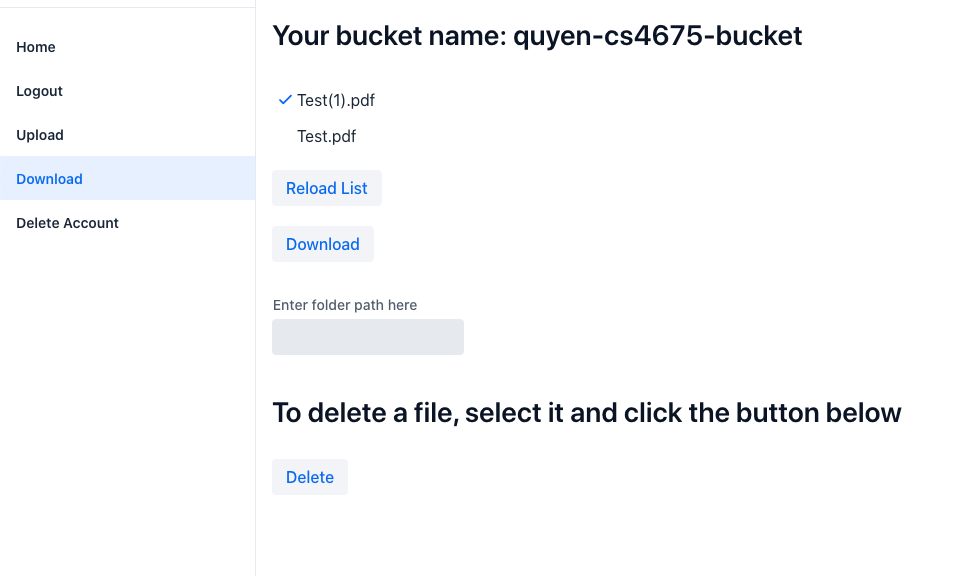 Home
Logout
Upload
Download
Delete Account
Your bucket name: quyen-cs4675-bucket
Test(1).pdf
Test.pdf
Reload List
Download
Enter folder path here
To delete a file, select it and click the button below
Delete